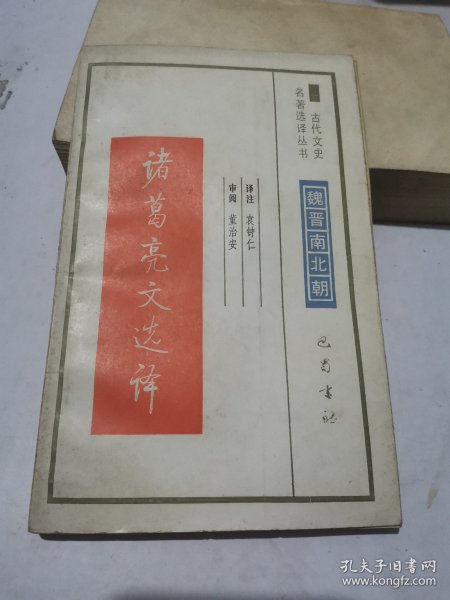 古代文史
名著选译丛书
魏晋南北朝
巴蜀书社
译注 袁钟仁
审阅 董治安
诸葛亮文选译
孔夫子旧书网
www.kongfz.com